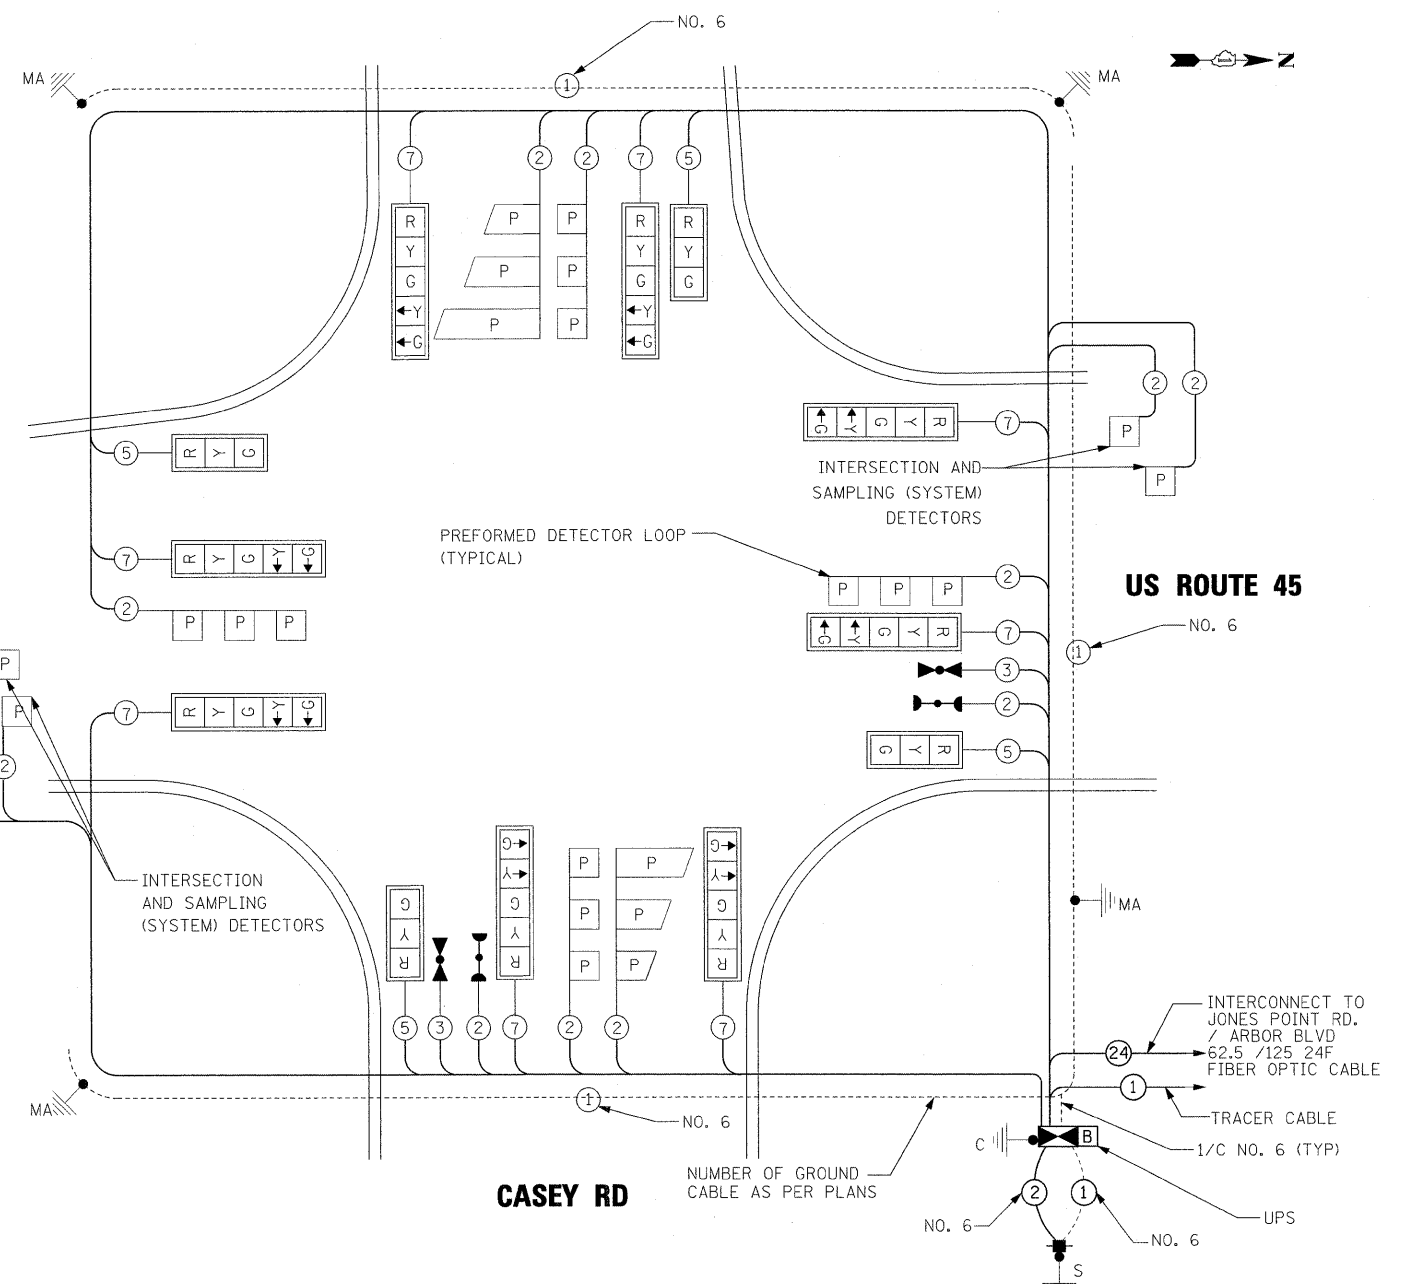 NO. 6
MA
MA
N
1
7
2
2
7
5
R
Y
G
Y
G
P
P
P
P
P
P
R
Y
G
Y
G
R
Y
G
2
2
P
P
7
G Y G Y R
INTERSECTION AND
SAMPLING (SYSTEM)
DETECTORS
5
R Y G
PREFORMED DETECTOR LOOP
(TYPICAL)
7
R Y G Y G
2
P P P
2
P P P
US ROUTE 45
NO. 6
1
7
G Y G Y R
3
2
5
G Y R
P
P
2
7
R Y G Y G
INTERSECTION
AND SAMPLING
(SYSTEM) DETECTORS
G
Y
R
G
Y
G
Y
R
P
P
P
P
P
P
G
Y
G
Y
R
MA
5
3
2
7
2
2
7
INTERCONNECT TO
JONES POINT RD.
/ ARBOR BLVD
62.5 /125 24F
FIBER OPTIC CABLE
24
1
TRACER CABLE
MA
1
NO. 6
C
B
1/C NO. 6 (TYP)
NUMBER OF GROUND
CABLE AS PER PLANS
CASEY RD
2
1
UPS
NO. 6
NO. 6
S